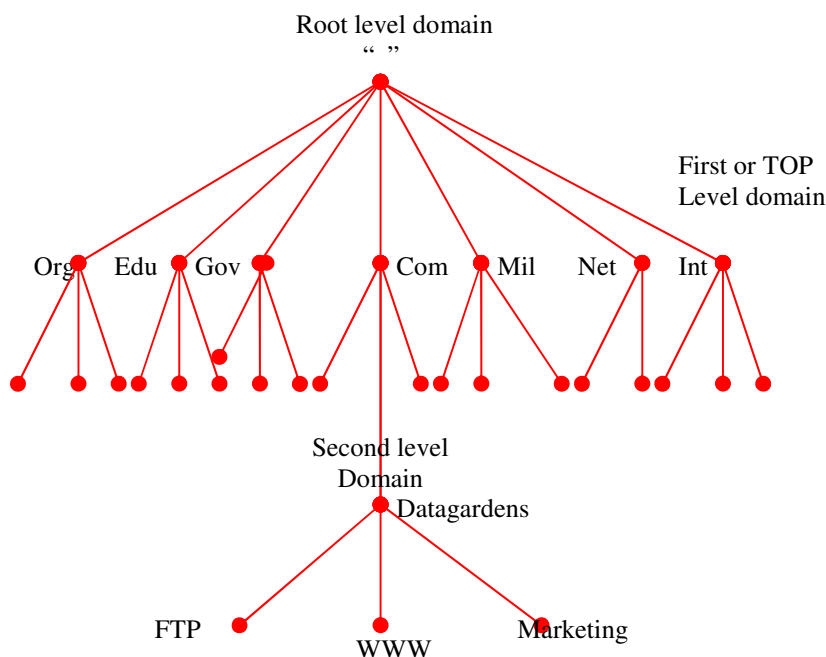 Root level domain
“ ”
First or TOP
Level domain
Org
Edu
Gov
Com
Mil
Net
Int
Second level
Domain
Datagardens
FTP
WWW
Marketing